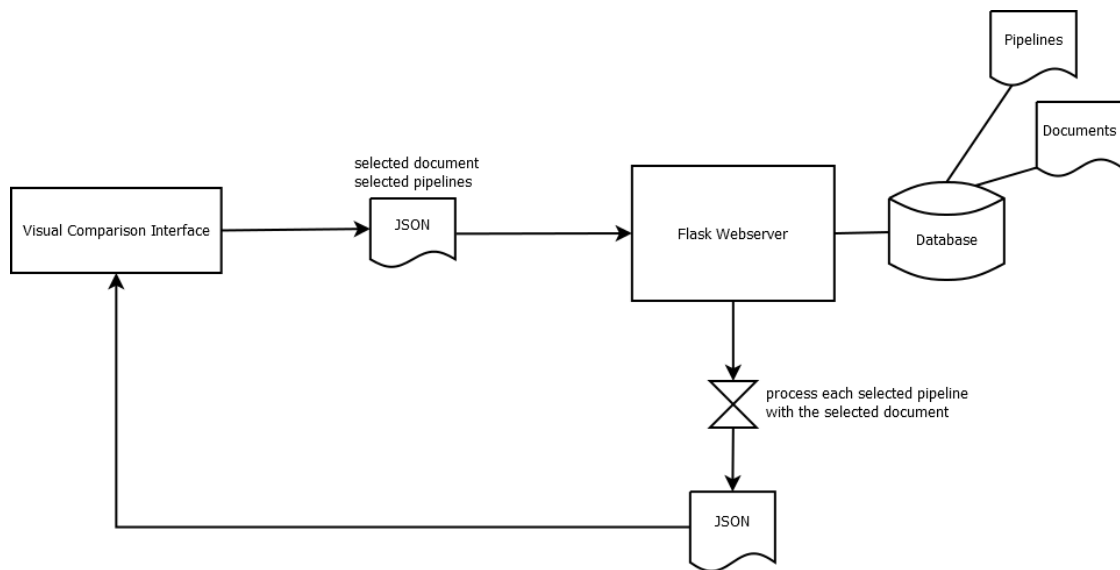 Pipelines
Documents
selected document
selected pipelines
Visual Comparison Interface
JSON
Flask Webserver
Database
process each selected pipeline
with the selected document
JSON